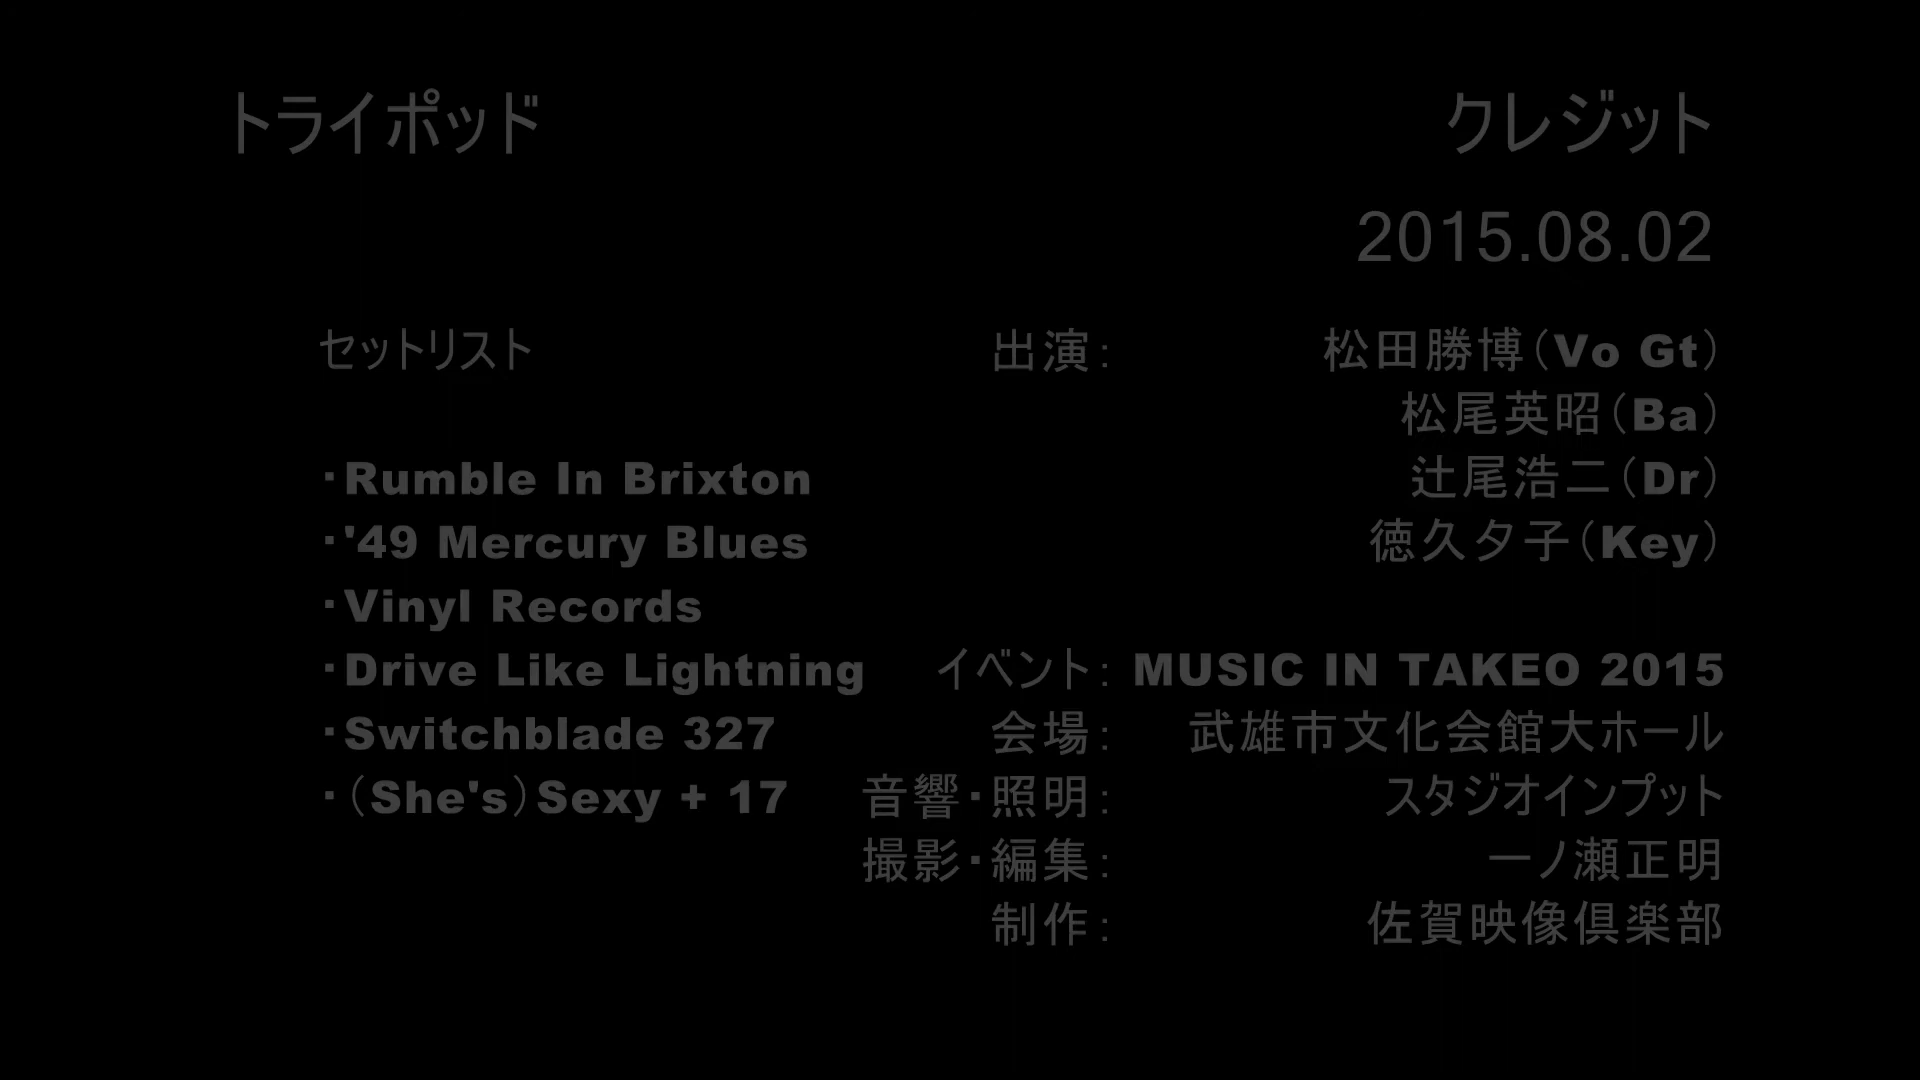 トライポッド
クレジット
2015.08.02
セットリスト
・Rumble In Brixton
・'49 Mercury Blues
・Vinyl Records
・Drive Like Lightning
・Switchblade 327
・(She's)Sexy + 17
出演: 松田勝博(Vo Gt)
松尾英昭(Ba)
辻尾浩二(Dr)
徳久夕子(Key)
イベント: MUSIC IN TAKEO 2015
会場: 武雄市文化会館大ホール
音響・照明: スタジオインプット
撮影・編集: 一ノ瀬正明
制作: 佐賀映像倶楽部